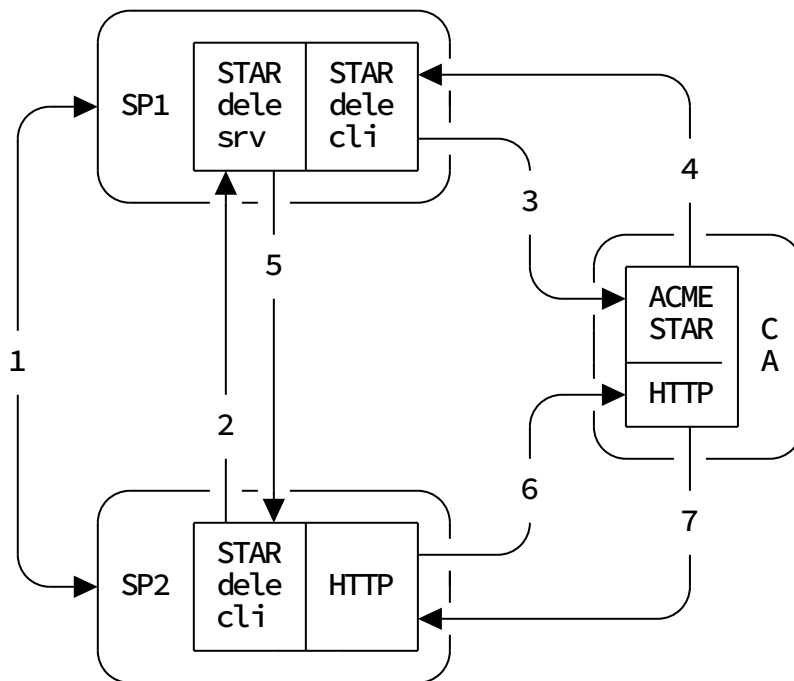 SP1
STAR
dele
srv
STAR
dele
cli
4
3
5
ACME
STAR
C
A
1
HTTP
2
6
7
SP2
STAR
dele
cli
HTTP